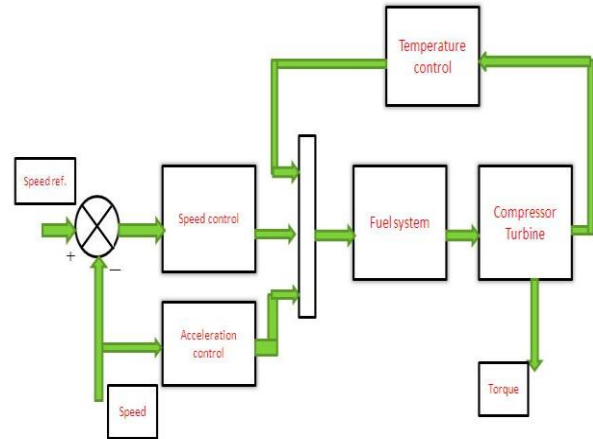 Temperature
control
Speed ref.
+
−
Speed control
Fuel system
Compressor
Turbine
Acceleration
control
Speed
Torque